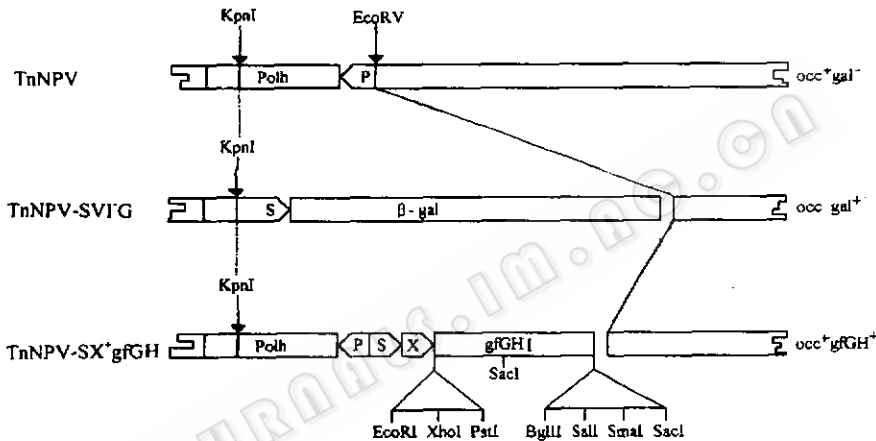 KpnI EcoRV
TnNPV Polh P occ⁺gal⁻
KpnI
TnNPV-SVI⁻G S β-gal occ⁻gal⁺
KpnI
TnNPV-SX⁺gfGH Polh P S X gfGH I occ⁺gfGH⁺
SacI
EcoRI XhoI PstI BglII SalI SmaI SacI